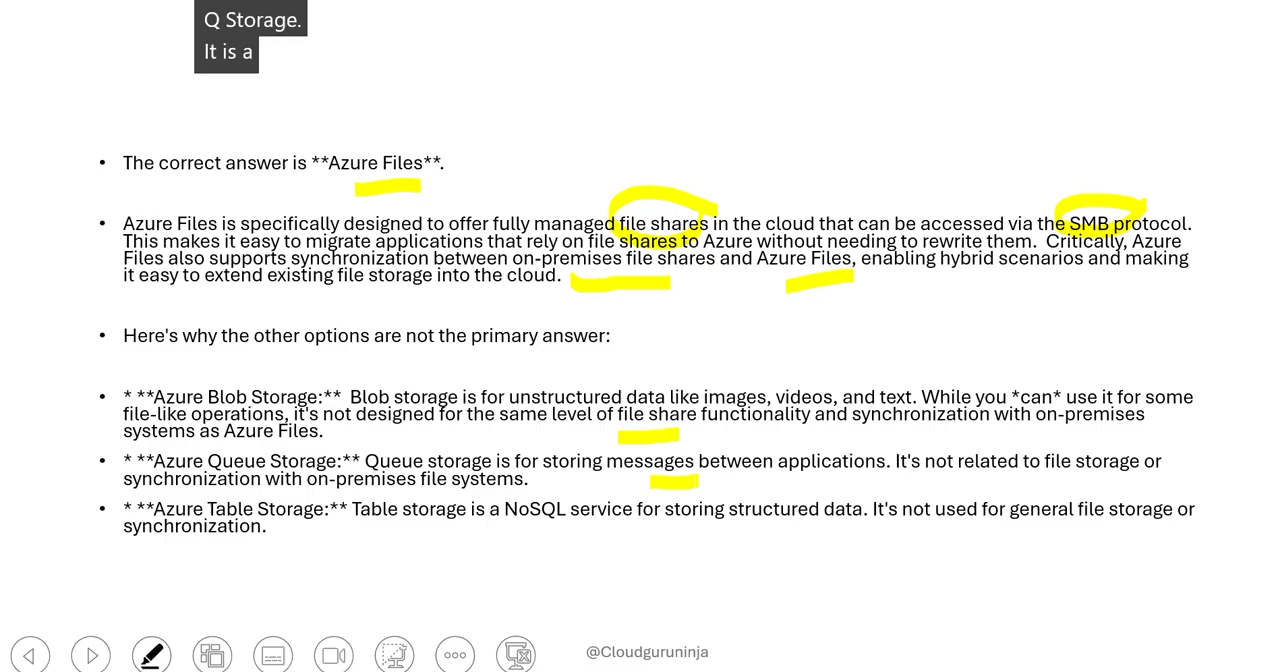 Q Storage.
It is a
• The correct answer is **Azure Files**.
• Azure Files is specifically designed to offer fully managed file shares in the cloud that can be accessed via the SMB protocol.
This makes it easy to migrate applications that rely on file shares to Azure without needing to rewrite them.  Critically, Azure
Files also supports synchronization between on-premises file shares and Azure Files, enabling hybrid scenarios and making
it easy to extend existing file storage into the cloud.
• Here's why the other options are not the primary answer:
• * **Azure Blob Storage:**  Blob storage is for unstructured data like images, videos, and text. While you *can* use it for some
file-like operations, it's not designed for the same level of file share functionality and synchronization with on-premises
systems as Azure Files.
• * **Azure Queue Storage:** Queue storage is for storing messages between applications. It's not related to file storage or
synchronization with on-premises file systems.
• * **Azure Table Storage:** Table storage is a NoSQL service for storing structured data. It's not used for general file storage or
synchronization.
@Cloudguruninja